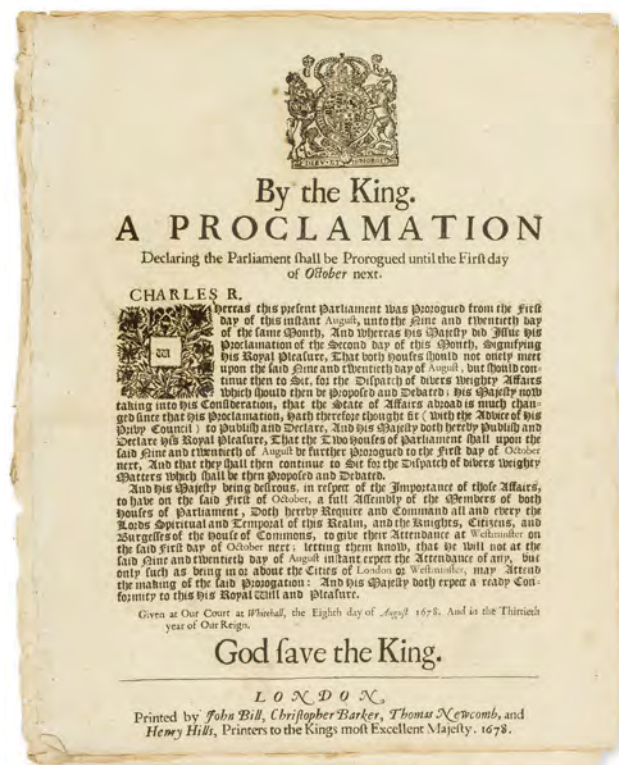 DIEV·ET
By the King.
A PROCLAMATION
Declaring the Parliament ſhall be Prorogued until the Firſt day
of October next.
CHARLES R.
Whereas this preſent Parliament was Prorogued from the Firſt
day of this inſtant Auguſt, unto the Nine and twentieth day
of the ſame Month, And whereas His Majeſty did Iſſue His
Proclamation of the Second day of this Month, Signifying
His Royal Pleaſure, That both Houſes ſhould not onely meet
upon the ſaid Nine and twentieth day of Auguſt, but ſhould con-
tinue then to Sit, for the Diſpatch of divers weighty Affairs
which ſhould then be Propoſed and Debated; His Majeſty now
taking into His Conſideration, that the State of Affairs abroad is much chan-
ged ſince that His Proclamation, Hath therefore thought fit (with the Advice of His
Privy Council) to Publiſh and Declare, And His Majeſty doth hereby Publiſh and
Declare His Royal Pleaſure, That the Two Houſes of Parliament ſhall upon the
ſaid Nine and twentieth of Auguſt be further Prorogued to the Firſt day of October
next, And that they ſhall then continue to Sit for the Diſpatch of divers weighty
Matters which ſhall be then Propoſed and Debated.
And His Majeſty being deſirous, in reſpect of the Importance of thoſe Affairs,
to have on the ſaid Firſt of October, a full Aſſembly of the Members of both
Houſes of Parliament, Doth hereby Require and Command all and every the
Lords Spiritual and Temporal of this Realm, and the Knights, Citizens, and
Burgeſſes of the Houſe of Commons, to give their Attendance at Weſtminſter on
the ſaid Firſt day of October next; letting them know, that He will not at the
ſaid Nine and twentieth day of Auguſt inſtant expect the Attendance of any, but
only ſuch as being in or about the Cities of London or Weſtminſter, may Attend
the making of the ſaid Prorogation: And His Majeſty doth expect a ready Con-
formity to this His Royal Will and Pleaſure.
Given at Our Court at Whitehall, the Eighth day of Auguſt 1678. And in the Thirtieth
year of Our Reign.
God ſave the King.
LONDON,
Printed by John Bill, Chriſtopher Barker, Thomas Newcomb, and
Henry Hills, Printers to the Kings moſt Excellent Majeſty. 1678.